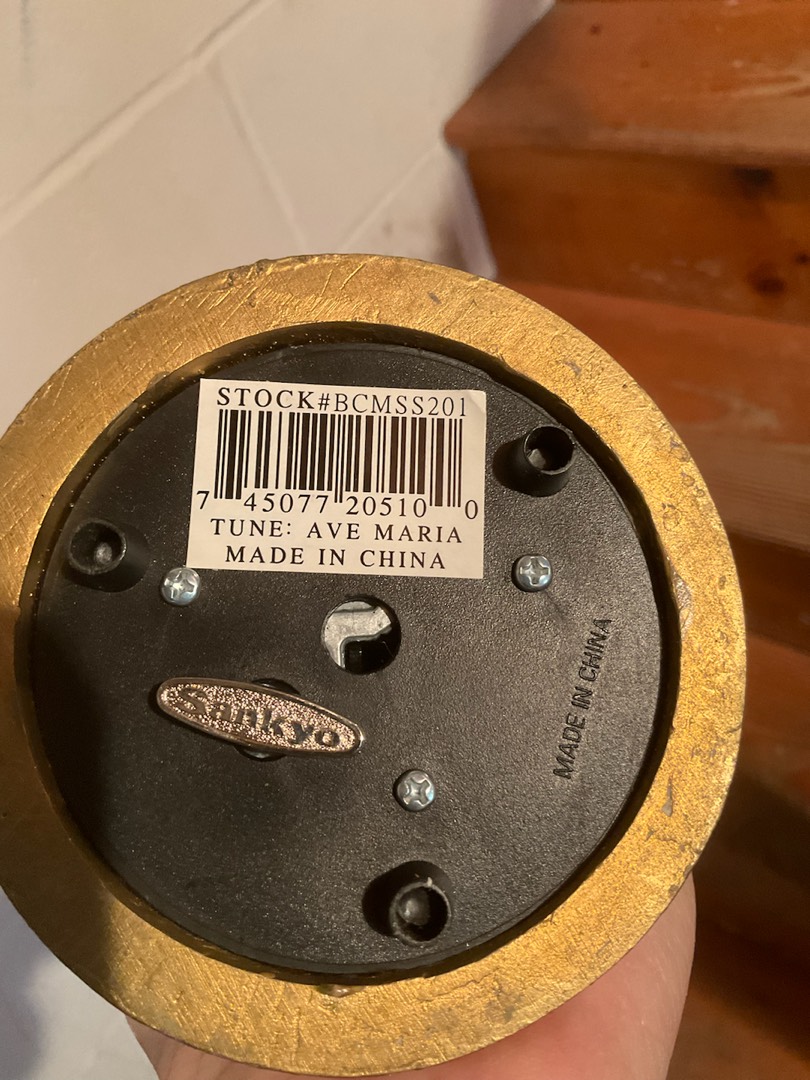 STOCK#BCMSS201
7 45077 20510 0
TUNE: AVE MARIA
MADE IN CHINA
MADE IN CHINA
Sankyo